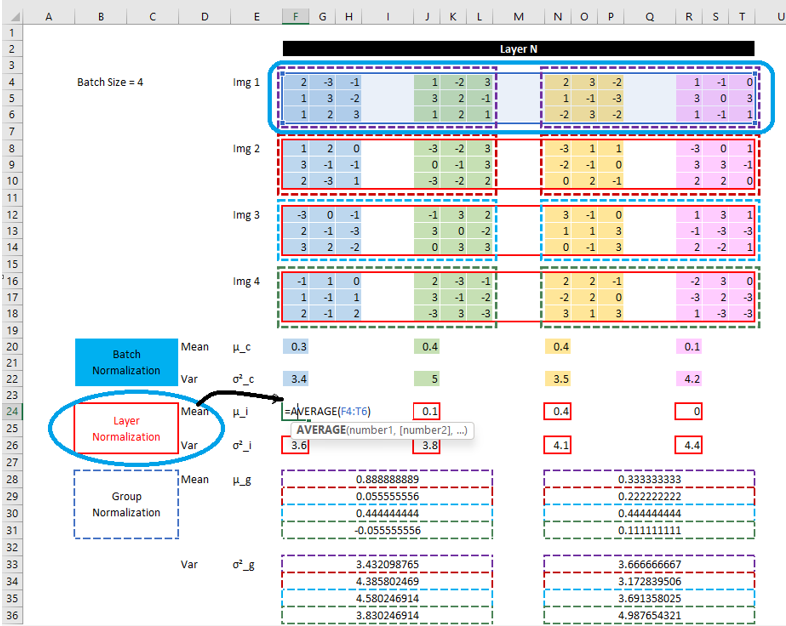 A B C D E F G H I J K L M N O P Q R S T U
1
2 Layer N
3
4 Batch Size = 4 Img 1 2 -3 -1 1 -2 3 2 3 -2 1 -1 0
5 1 3 -2 3 2 -1 1 -1 -3 3 0 3
6 1 2 3 1 2 1 -2 3 -2 1 -1 1
7
8 Img 2 1 2 0 -3 -2 3 -3 1 1 -3 0 1
9 3 -1 -1 0 -1 3 -2 -1 0 3 3 -1
10 2 -3 1 -3 -2 2 0 2 -1 2 2 0
11
12 Img 3 -3 0 -1 -1 3 2 3 -1 0 1 3 1
13 2 -1 -3 3 0 -2 1 1 3 -1 -3 -3
14 3 2 -2 0 3 3 0 -1 3 2 -2 1
15
16 Img 4 -1 1 0 2 -3 -1 2 2 -1 -2 3 0
17 1 -1 1 3 -1 -2 -2 2 0 -3 2 -3
18 2 -1 2 -3 3 -3 3 1 3 1 -3 -3
19
20 Batch Mean μ_c 0.3 0.4 0.4 0.1
21 Normalization
22 Var σ²_c 3.4 5 3.5 4.2
23
24 Layer Mean μ_i =AVERAGE(F4:T6) 0.1 0.4 0
25 Normalization AVERAGE(number1, [number2], ...)
26 Var σ²_i 3.6 3.8 4.1 4.4
27
28 Mean μ_g 0.888888889 0.333333333
29 Group 0.055555556 0.222222222
30 Normalization 0.444444444 0.444444444
31 -0.055555556 0.111111111
32
33 Var σ²_g 3.432098765 3.666666667
34 4.385802469 3.172839506
35 4.580246914 3.691358025
36 3.830246914 4.987654321